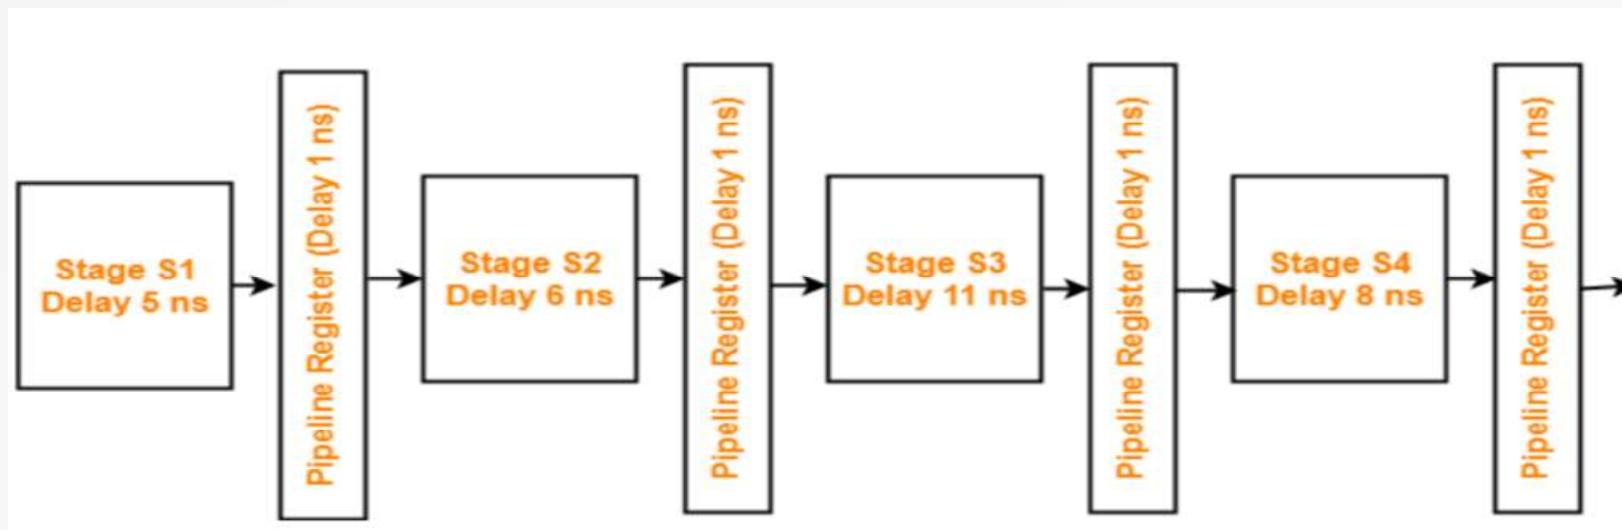 Stage S1
Delay 5 ns
Pipeline Register (Delay 1 ns)
Stage S2
Delay 6 ns
Pipeline Register (Delay 1 ns)
Stage S3
Delay 11 ns
Pipeline Register (Delay 1 ns)
Stage S4
Delay 8 ns
Pipeline Register (Delay 1 ns)